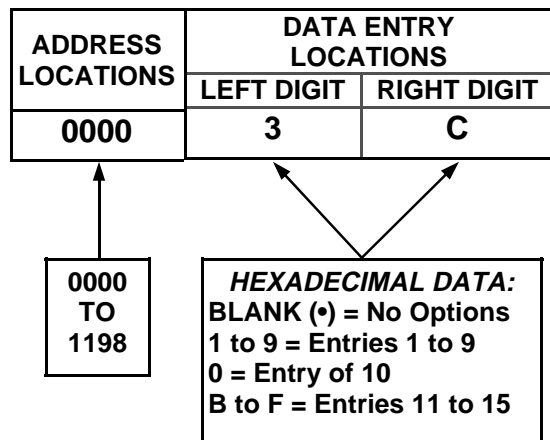 ADDRESS LOCATIONS
DATA ENTRY LOCATIONS
LEFT DIGIT RIGHT DIGIT
0000 3 C
0000
TO
1198
HEXADECIMAL DATA:
BLANK (•) = No Options
1 to 9 = Entries 1 to 9
0 = Entry of 10
B to F = Entries 11 to 15